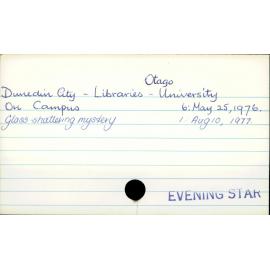 Otago
Dunedin City - Libraries - University
On Campus 6: May 25, 1976.
Glass-shattering mystery 1 Aug 10, 1977
EVENING STAR